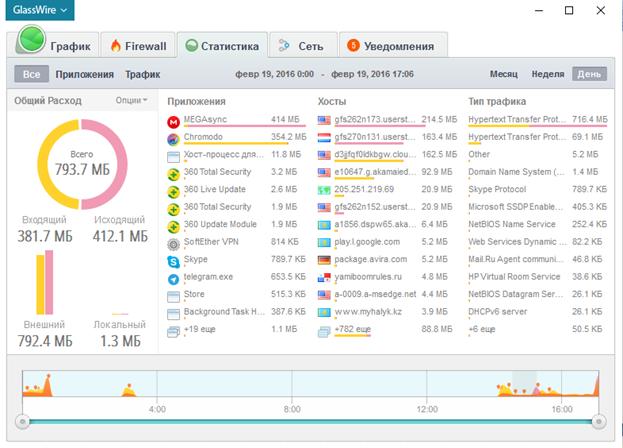 GlassWire
График Firewall Статистика Сеть 5 Уведомления
Все Приложения Трафик февр 19, 2016 0:00 - февр 19, 2016 17:06 Месяц Неделя День
Общий Расход Опции
Всего
793.7 МБ
Входящий Исходящий
381.7 МБ 412.1 МБ
Внешний Локальный
792.4 МБ 1.3 МБ
Приложения
MEGAsync 414 МБ
Chromodo 354.2 МБ
Хост-процесс для... 11.8 МБ
360 Total Security 3.2 МБ
360 Live Update 2.6 МБ
360 Total Security 1.9 МБ
360 Update Module 1.9 МБ
SoftEther VPN 814 КБ
Skype 789.7 КБ
telegram.exe 653.5 КБ
Store 515.3 КБ
Background Task H... 387.6 КБ
+19 еще 1.1 МБ
Хосты
gfs262n173.userst... 214.5 МБ
gfs270n131.userst... 163.4 МБ
d3jjfqf0idkbgw.clou... 162.5 МБ
e10647.g.akamaied... 92.9 МБ
205.251.219.69 20.9 МБ
gfs262n152.userst... 20.9 МБ
a1856.dspw65.aka... 6.4 МБ
play.l.google.com 5.2 МБ
package.avira.com 5.2 МБ
yamiboomrules.ru 4.8 МБ
a-0009.a-msedge.net 4.4 МБ
www.myhalyk.kz 3.9 МБ
+782 еще 88.8 МБ
Тип трафика
Hypertext Transfer Prot... 716.4 МБ
Hypertext Transfer Prot... 69.1 МБ
Other 5.2 МБ
Domain Name System (... 1.4 МБ
Skype Protocol 789.7 КБ
Microsoft SSDP Enable... 405.3 КБ
NetBIOS Name Service 252.4 КБ
Web Services Dynamic ... 82.2 КБ
Mail.Ru Agent communi... 46.8 КБ
HP Virtual Room Service 38.6 КБ
NetBIOS Datagram Ser... 26.1 КБ
DHCPv6 server 26.1 КБ
+6 еще 50.5 КБ
4:00 8:00 12:00 16:00